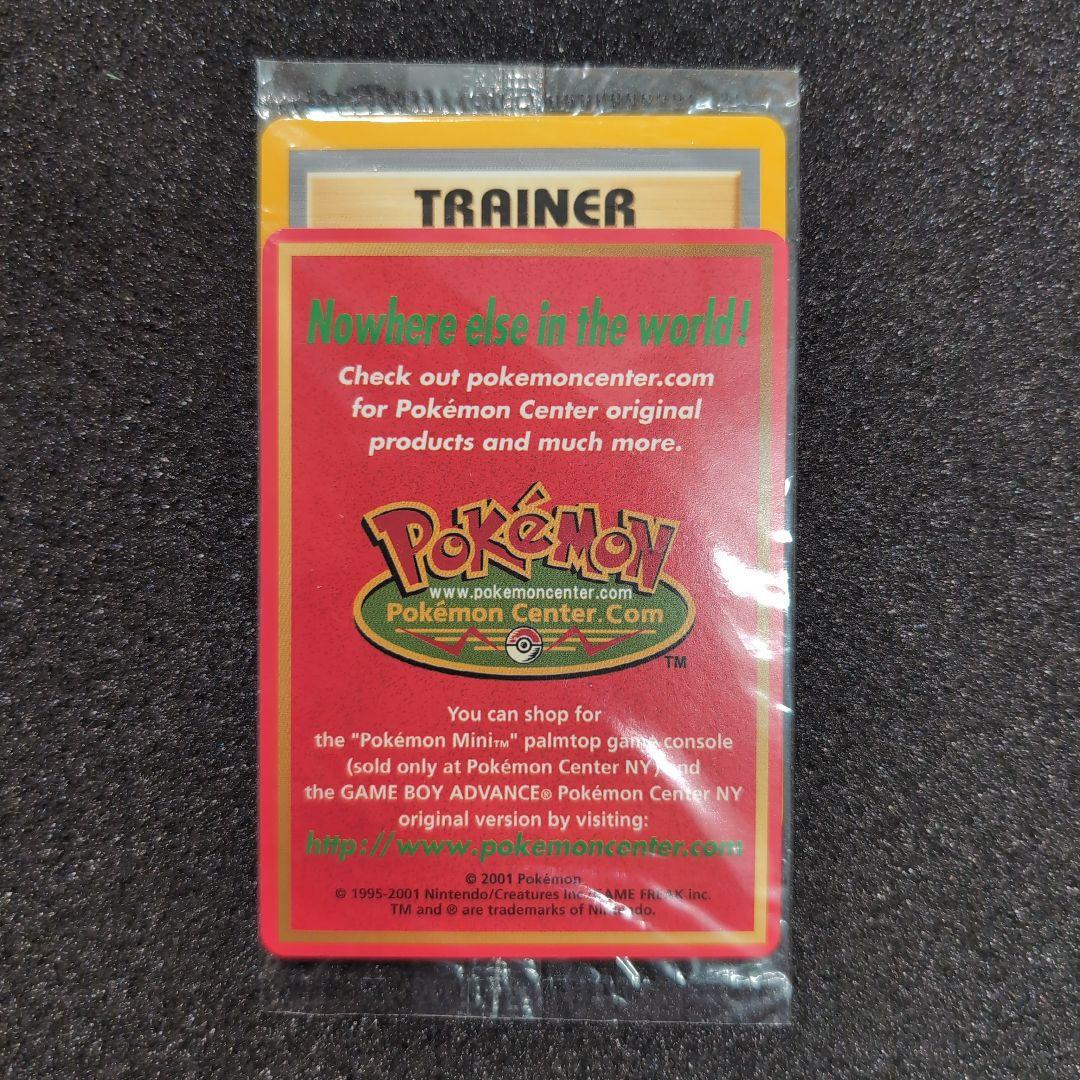 TRAINER
Nowhere else in the world!
Check out pokemoncenter.com
for Pokémon Center original
products and much more.
POKéMON
www.pokemoncenter.com
Pokémon Center.Com
TM
You can shop for
the "Pokémon Mini™" palmtop game console
(sold only at Pokémon Center NY) and
the GAME BOY ADVANCE® Pokémon Center NY
original version by visiting:
http://www.pokemoncenter.com
© 2001 Pokémon
© 1995-2001 Nintendo/Creatures Inc./GAME FREAK inc.
TM and ® are trademarks of Nintendo.